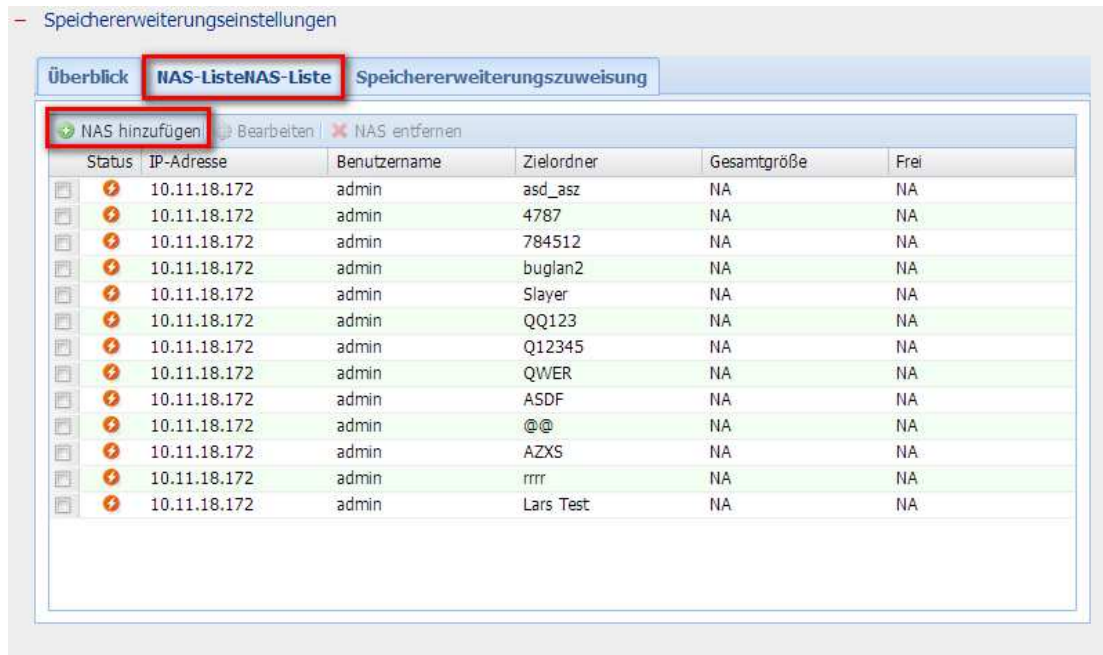 − Speichererweiterungseinstellungen
Überblick NAS-ListeNAS-Liste Speichererweiterungszuweisung
NAS hinzufügen Bearbeiten NAS entfernen
Status IP-Adresse Benutzername Zielordner Gesamtgröße Frei
10.11.18.172 admin asd_asz NA NA
10.11.18.172 admin 4787 NA NA
10.11.18.172 admin 784512 NA NA
10.11.18.172 admin buglan2 NA NA
10.11.18.172 admin Slayer NA NA
10.11.18.172 admin QQ123 NA NA
10.11.18.172 admin Q12345 NA NA
10.11.18.172 admin QWER NA NA
10.11.18.172 admin ASDF NA NA
10.11.18.172 admin @@ NA NA
10.11.18.172 admin AZXS NA NA
10.11.18.172 admin rrrr NA NA
10.11.18.172 admin Lars Test NA NA